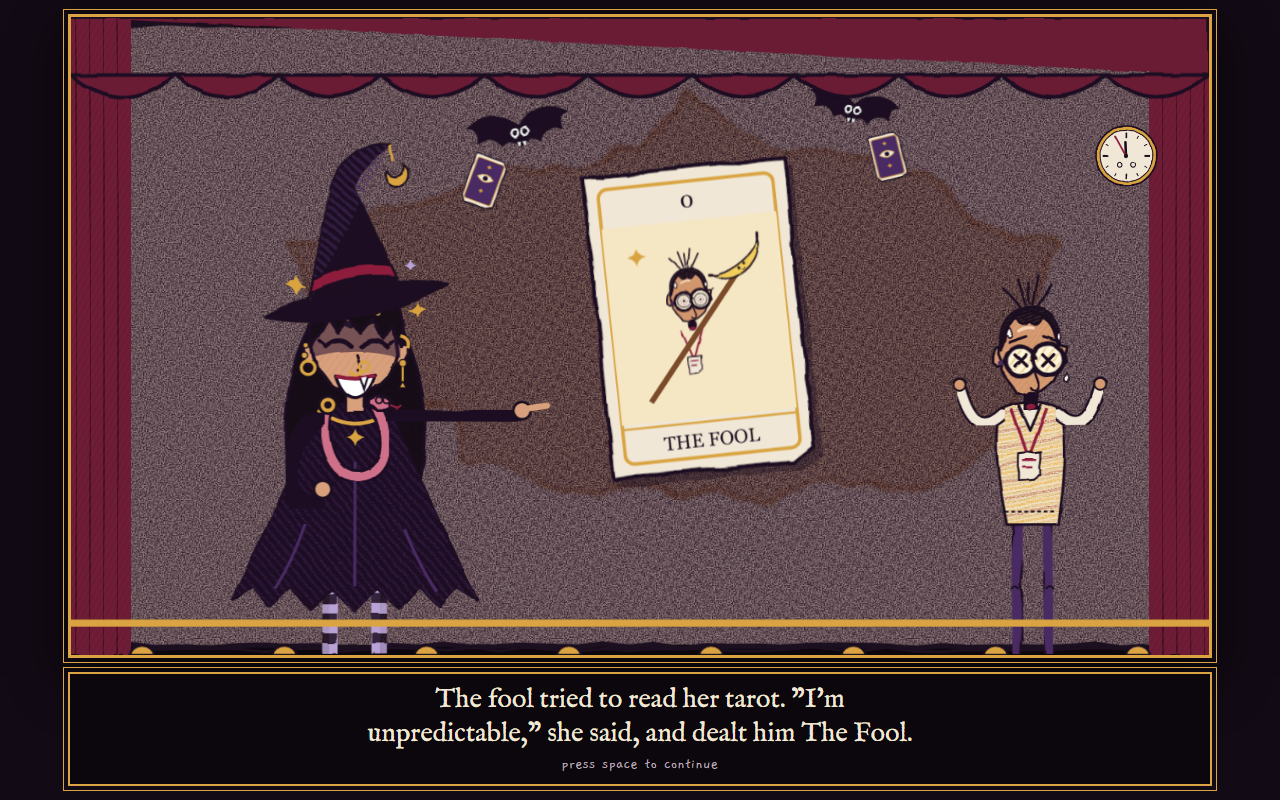 0
THE FOOL
The fool tried to read her tarot. ”I’m
unpredictable,” she said, and dealt him The Fool.
press space to continue